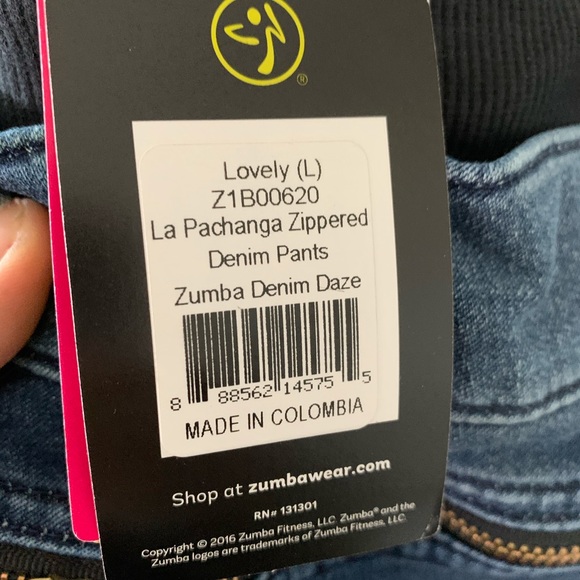 ®
Lovely (L)
Z1B00620
La Pachanga Zippered
Denim Pants
Zumba Denim Daze
8 88562 14575 5
MADE IN COLOMBIA
Shop at zumbawear.com
RN# 131301
Copyright © 2016 Zumba Fitness, LLC. Zumba® and the
Zumba logos are trademarks of Zumba Fitness, LLC.